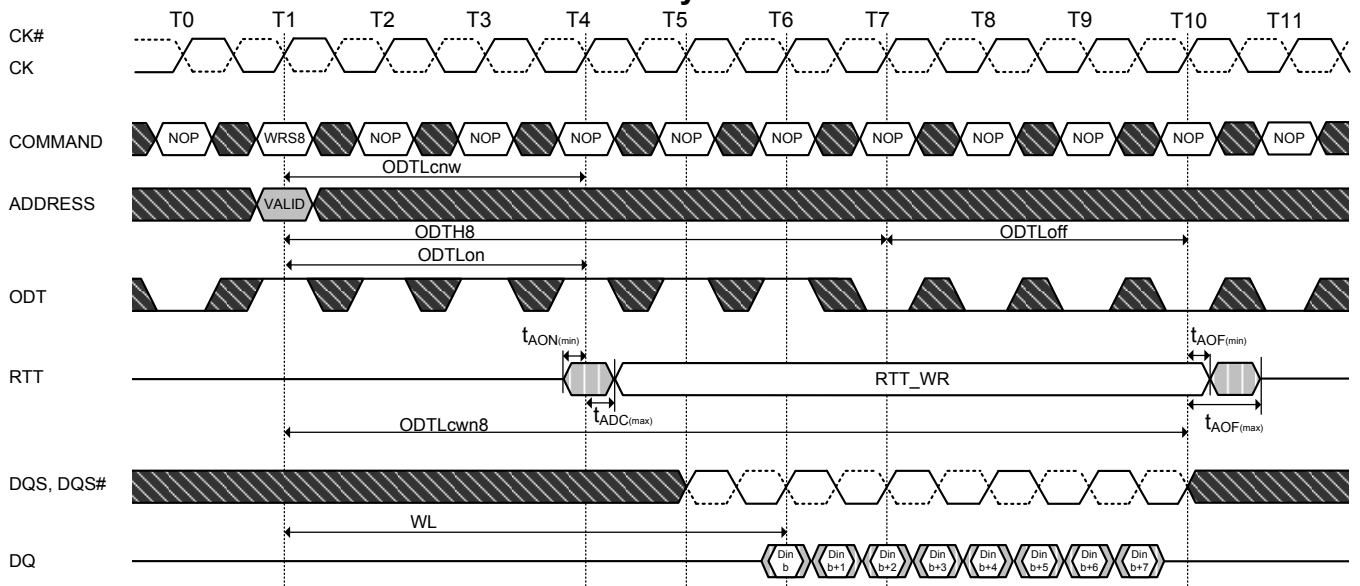 T0 T1 T2 T3 T4 T5 T6 T7 T8 T9 T10 T11
CK#
CK
COMMAND NOP WRS8 NOP NOP NOP NOP NOP NOP NOP NOP NOP NOP
ODTLcnw
ADDRESS VALID
ODTH8 ODTLoff
ODTLon
ODT
tAON(min) tAOF(min)
RTT RTT_WR
tADC(max) tAOF(max)
ODTLcwn8
DQS, DQS#
WL
DQ Din b Din b+1 Din b+2 Din b+3 Din b+4 Din b+5 Din b+6 Din b+7